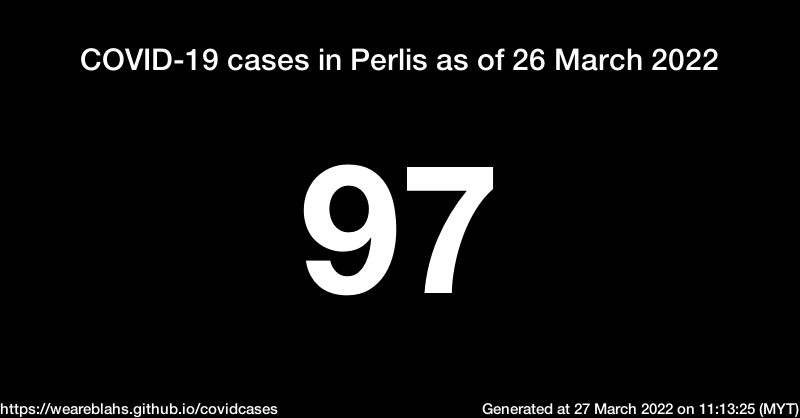 COVID-19 cases in Perlis as of 26 March 2022
97
https://weareblahs.github.io/covidcases
Generated at 27 March 2022 on 11:13:25 (MYT)